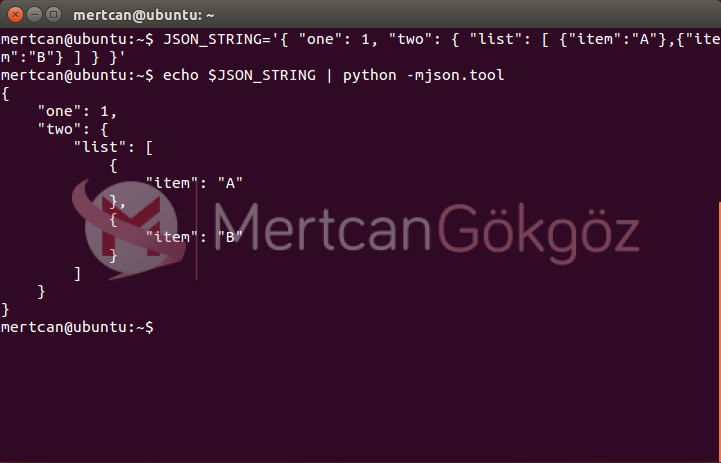 mertcan@ubuntu: ~
mertcan@ubuntu:~$ JSON_STRING='{ "one": 1, "two": { "list": [ {"item":"A"},{"ite
m":"B"} ] } }'
mertcan@ubuntu:~$ echo $JSON_STRING | python -mjson.tool
{
    "one": 1,
    "two": {
        "list": [
            {
                "item": "A"
            },
            {
                "item": "B"
            }
        ]
    }
}
mertcan@ubuntu:~$
M MertcanGökgöz